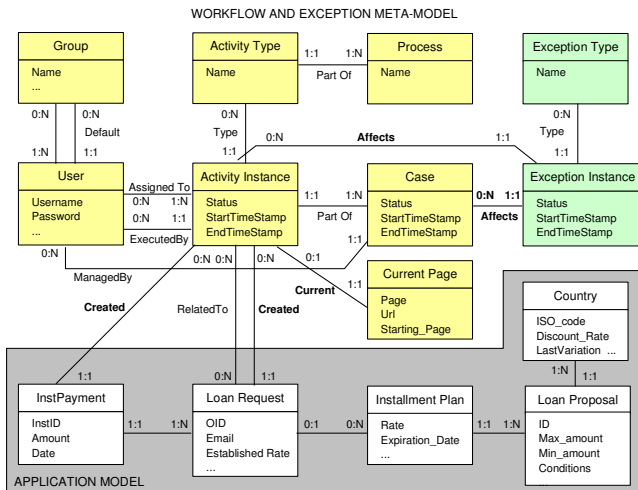 WORKFLOW AND EXCEPTION META-MODEL
Group
Name
...
Activity Type
Name
1:1
1:N
Part Of
Process
Name
Exception Type
Name
0:N
0:N
Default
1:N
1:1
0:N
Type
1:1
0:N
Affects
1:1
0:N
Type
1:1
User
Username
Password
...
Assigned To
0:N
1:N
0:N
1:1
ExecutedBy
Activity Instance
Status
StartTimeStamp
EndTimeStamp
1:1
1:N
Part Of
Case
Status
StartTimeStamp
EndTimeStamp
0:N
1:1
Affects
Exception Instance
Status
StartTimeStamp
EndTimeStamp
0:N
ManagedBy
1:1
0:N
0:N
0:N
0:1
Created
RelatedTo
Created
Current
1:1
Current Page
Page
Url
Starting_Page
Country
ISO_code
Discount_Rate
LastVariation ...
1:N
1:1
1:1
0:N
1:1
InstPayment
InstID
Amount
Date
1:1
1:N
Loan Request
OID
Email
Established Rate
...
0:1
0:N
Installment Plan
Rate
Expiration_Date
...
1:1
1:N
Loan Proposal
ID
Max_amount
Min_amount
Conditions
...
APPLICATION MODEL